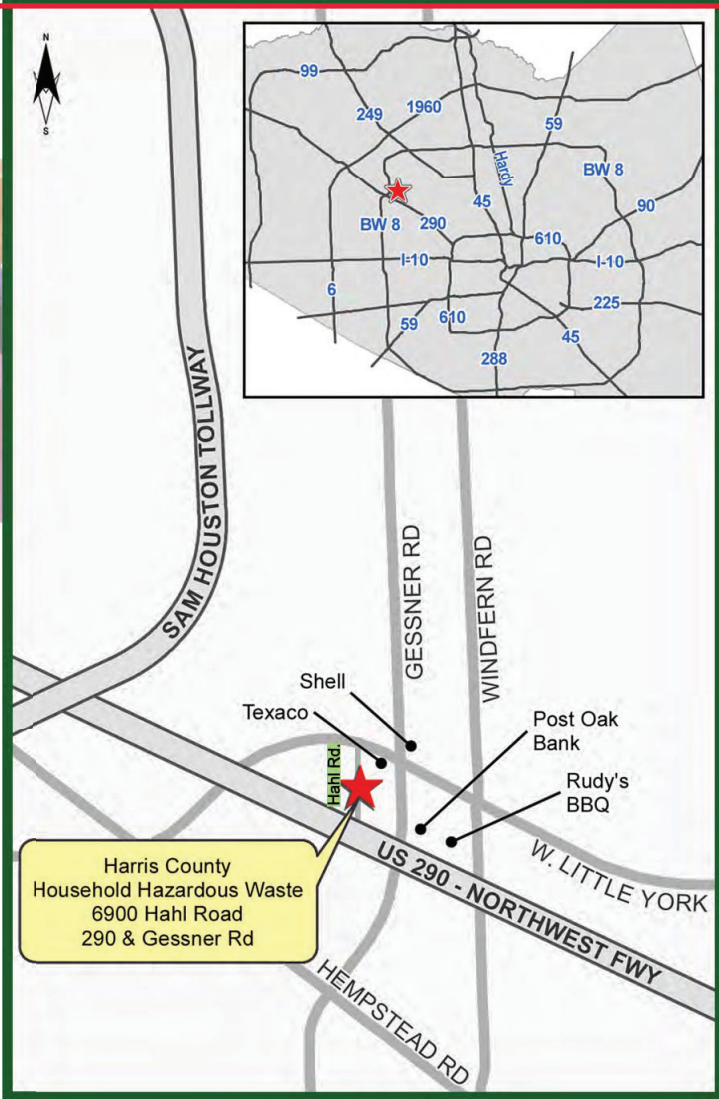 N
S
99
249
1960
59
Hardy
BW 8
45
90
BW 8
290
610
I-10
I-10
6
225
59
610
45
288
SAM HOUSTON TOLLWAY
GESSNER RD
WINDFERN RD
Shell
Texaco
Post Oak
Bank
Hahl Rd.
Rudy's
BBQ
US 290 - NORTHWEST FWY
W. LITTLE YORK
Harris County
Household Hazardous Waste
6900 Hahl Road
290 & Gessner Rd
HEMPSTEAD RD